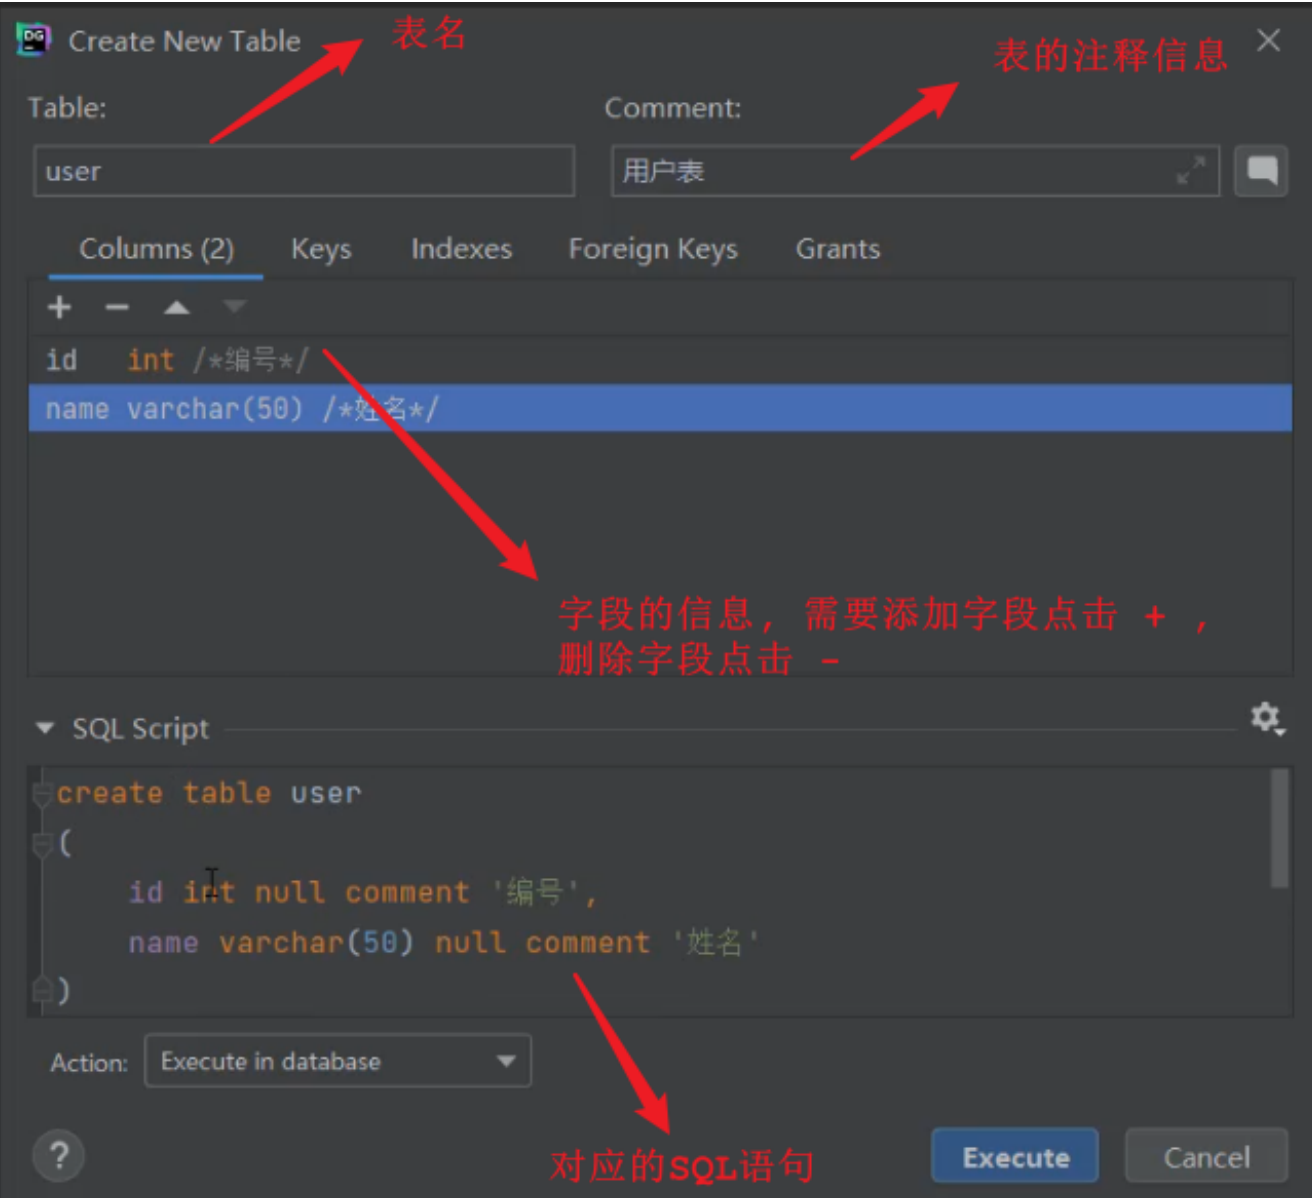 DG
Create New Table
表名
表的注释信息
Table:
Comment:
user
用户表
Columns (2) Keys Indexes Foreign Keys Grants
+ −
id int /*编号*/
name varchar(50) /*姓名*/
字段的信息, 需要添加字段点击 + ,
删除字段点击 -
SQL Script
create table user
(
id int null comment '编号',
name varchar(50) null comment '姓名'
)
Action: Execute in database
对应的SQL语句
?
Execute
Cancel